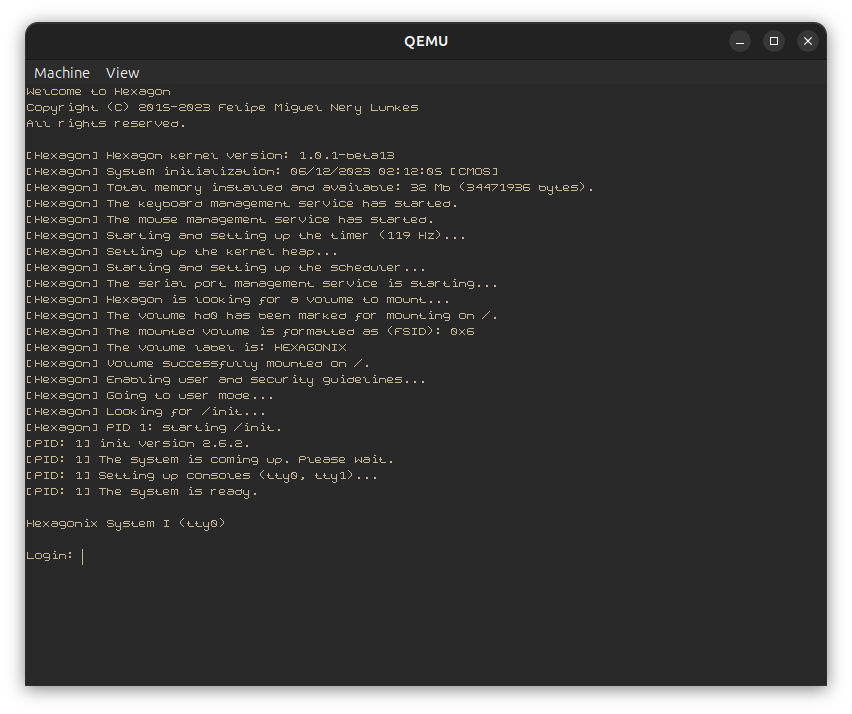 QEMU
Machine View
Welcome to Hexagon
Copyright (C) 2015-2023 Felipe Miguel Nery Lunkes
All rights reserved.
[Hexagon] Hexagon kernel version: 1.0.1-beta13
[Hexagon] System initialization: 06/12/2023 02:12:05 [CMOS]
[Hexagon] Total memory installed and available: 32 Mb (34471936 bytes).
[Hexagon] The keyboard management service has started.
[Hexagon] The mouse management service has started.
[Hexagon] Starting and setting up the timer (119 Hz)...
[Hexagon] Setting up the kernel heap...
[Hexagon] Starting and setting up the scheduler...
[Hexagon] The serial port management service is starting...
[Hexagon] Hexagon is looking for a volume to mount...
[Hexagon] The volume hd0 has been marked for mounting on /.
[Hexagon] The mounted volume is formatted as (FSID): 0x6
[Hexagon] The volume label is: HEXAGONIX
[Hexagon] Volume successfully mounted on /.
[Hexagon] Enabling user and security guidelines...
[Hexagon] Going to user mode...
[Hexagon] Looking for /init...
[Hexagon] PID 1: starting /init.
[PID: 1] init version 2.6.2.
[PID: 1] The system is coming up. Please wait.
[PID: 1] Setting up consoles (tty0, tty1)...
[PID: 1] The system is ready.
Hexagonix System I (tty0)
Login: